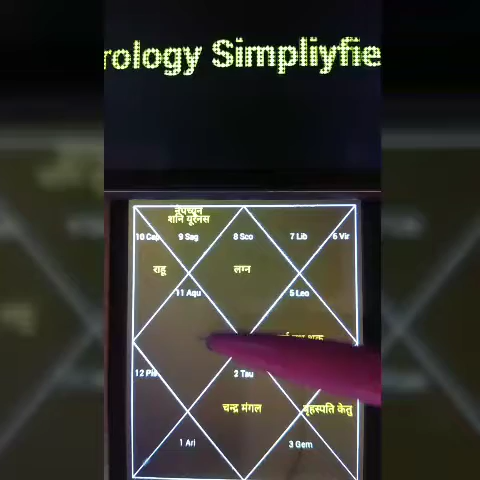 rology Simpliyfie
नेपच्यून
शनि यूरेनस
10 Cap 9 Sag 8 Sco 7 Lib 6 Vir
राहू लग्न
11 Aqu 5 Leo
12 Pis 2 Tau
चन्द्र मंगल बृहस्पति केतु
1 Ari 3 Gem